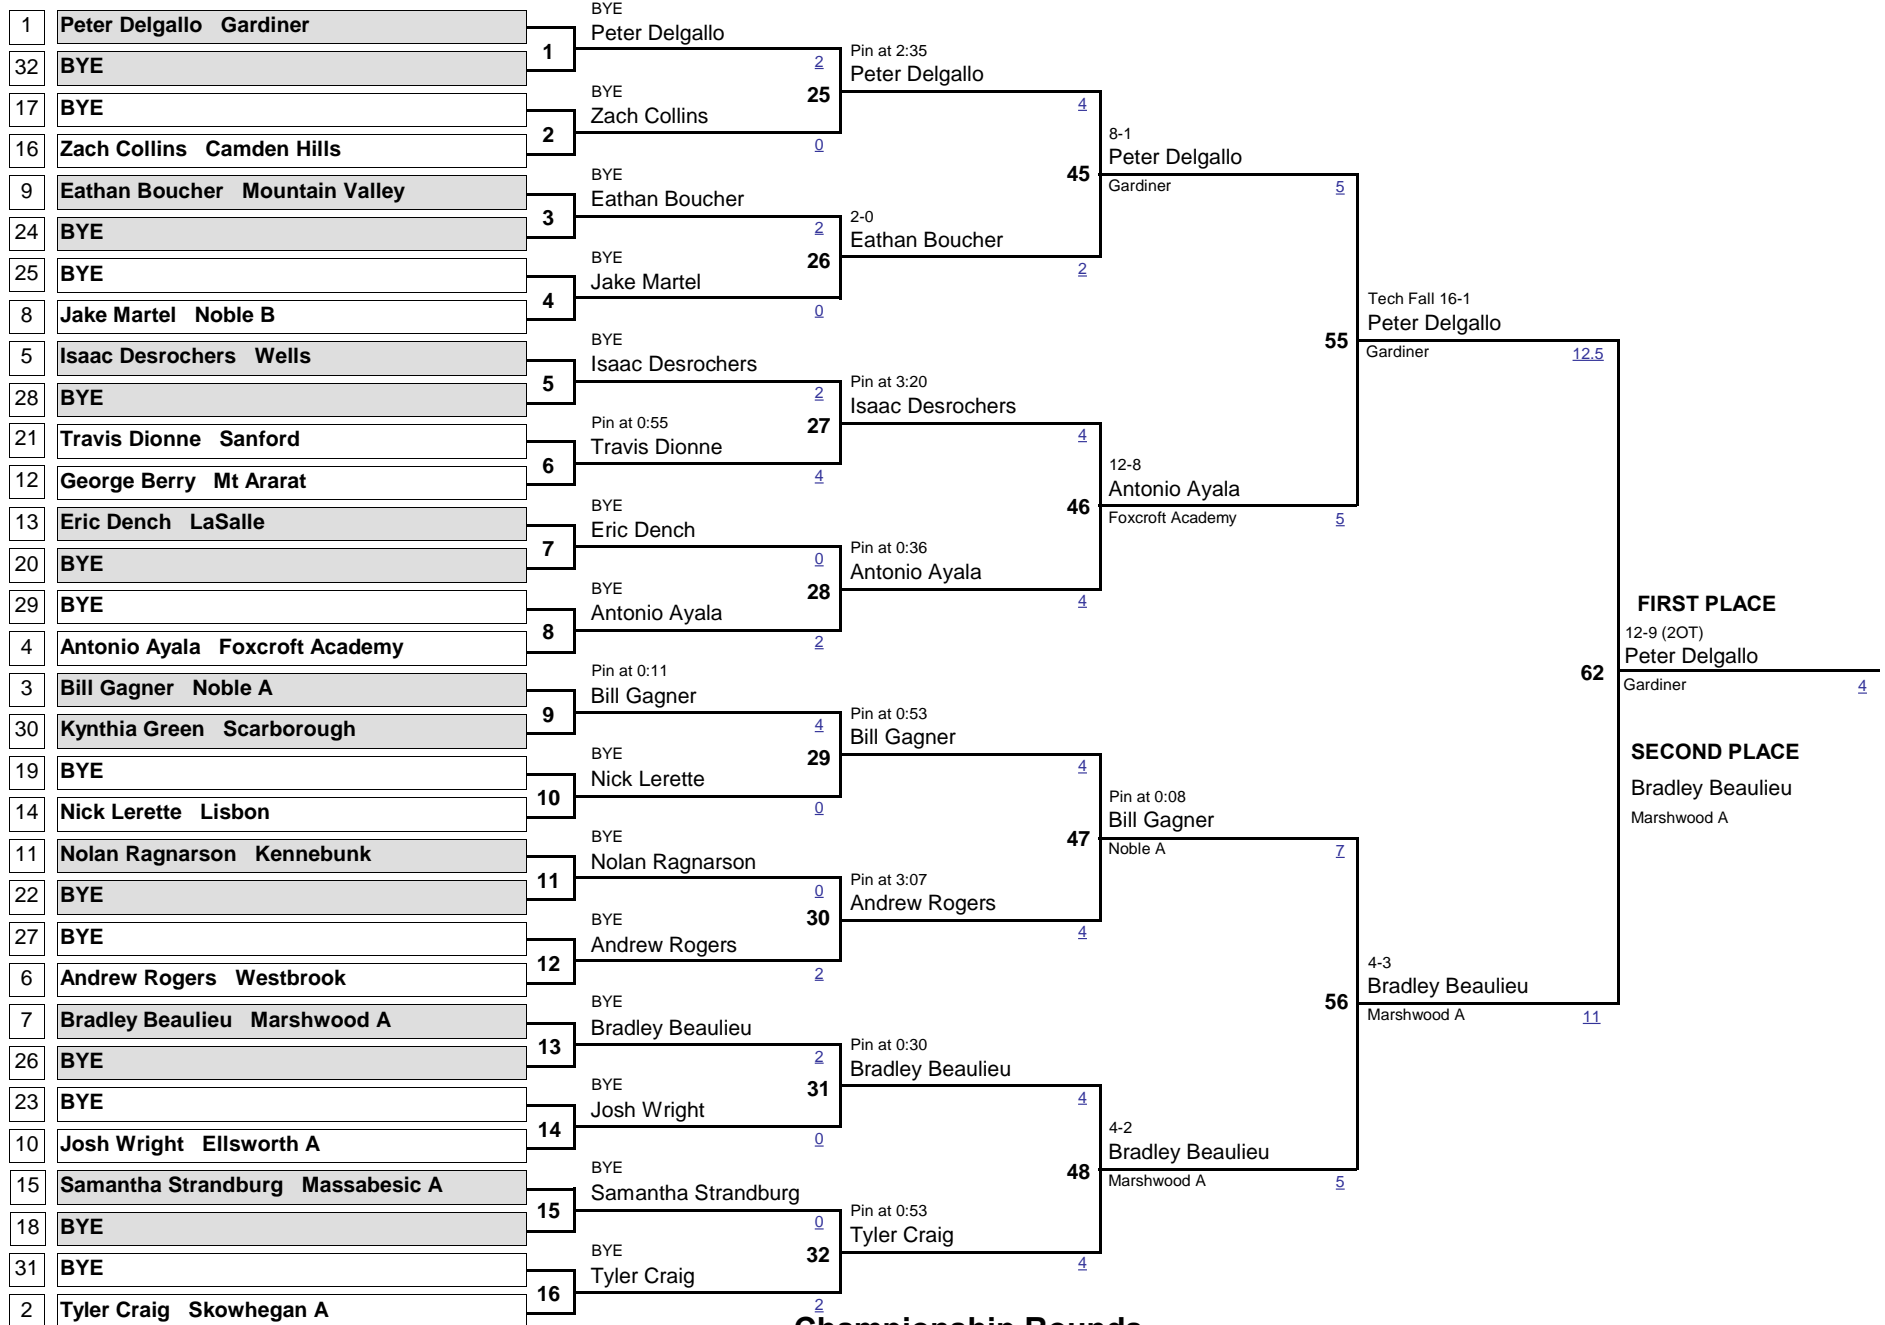 1 Peter Delgallo Gardiner
32 BYE
17 BYE
16 Zach Collins Camden Hills
9 Eathan Boucher Mountain Valley
24 BYE
25 BYE
8 Jake Martel Noble B
5 Isaac Desrochers Wells
28 BYE
21 Travis Dionne Sanford
12 George Berry Mt Ararat
13 Eric Dench LaSalle
20 BYE
29 BYE
4 Antonio Ayala Foxcroft Academy
3 Bill Gagner Noble A
30 Kynthia Green Scarborough
19 BYE
14 Nick Lerette Lisbon
11 Nolan Ragnarson Kennebunk
22 BYE
27 BYE
6 Andrew Rogers Westbrook
7 Bradley Beaulieu Marshwood A
26 BYE
23 BYE
10 Josh Wright Ellsworth A
15 Samantha Strandburg Massabesic A
18 BYE
31 BYE
2 Tyler Craig Skowhegan A
1
2
3
4
5
6
7
8
9
10
11
12
13
14
15
16
BYE
Peter Delgallo
2
25
BYE
Zach Collins
0
BYE
Eathan Boucher
2
26
BYE
Jake Martel
0
BYE
Isaac Desrochers
2
27
Pin at 0:55
Travis Dionne
4
BYE
Eric Dench
0
28
BYE
Antonio Ayala
2
Pin at 0:11
Bill Gagner
4
29
BYE
Nick Lerette
0
BYE
Nolan Ragnarson
0
30
BYE
Andrew Rogers
2
BYE
Bradley Beaulieu
2
31
BYE
Josh Wright
0
BYE
Samantha Strandburg
0
32
BYE
Tyler Craig
2
Pin at 2:35
Peter Delgallo
4
45
2-0
Eathan Boucher
2
Pin at 3:20
Isaac Desrochers
4
46
Pin at 0:36
Antonio Ayala
4
Pin at 0:53
Bill Gagner
4
47
Pin at 3:07
Andrew Rogers
4
Pin at 0:30
Bradley Beaulieu
4
48
Pin at 0:53
Tyler Craig
4
8-1
Peter Delgallo
Gardiner 5
55
12-8
Antonio Ayala
Foxcroft Academy 5
Pin at 0:08
Bill Gagner
Noble A 7
56
4-2
Bradley Beaulieu
Marshwood A 5
Tech Fall 16-1
Peter Delgallo
Gardiner 12.5
62
4-3
Bradley Beaulieu
Marshwood A 11
FIRST PLACE
12-9 (2OT)
Peter Delgallo
Gardiner 4
SECOND PLACE
Bradley Beaulieu
Marshwood A
Championship Rounds